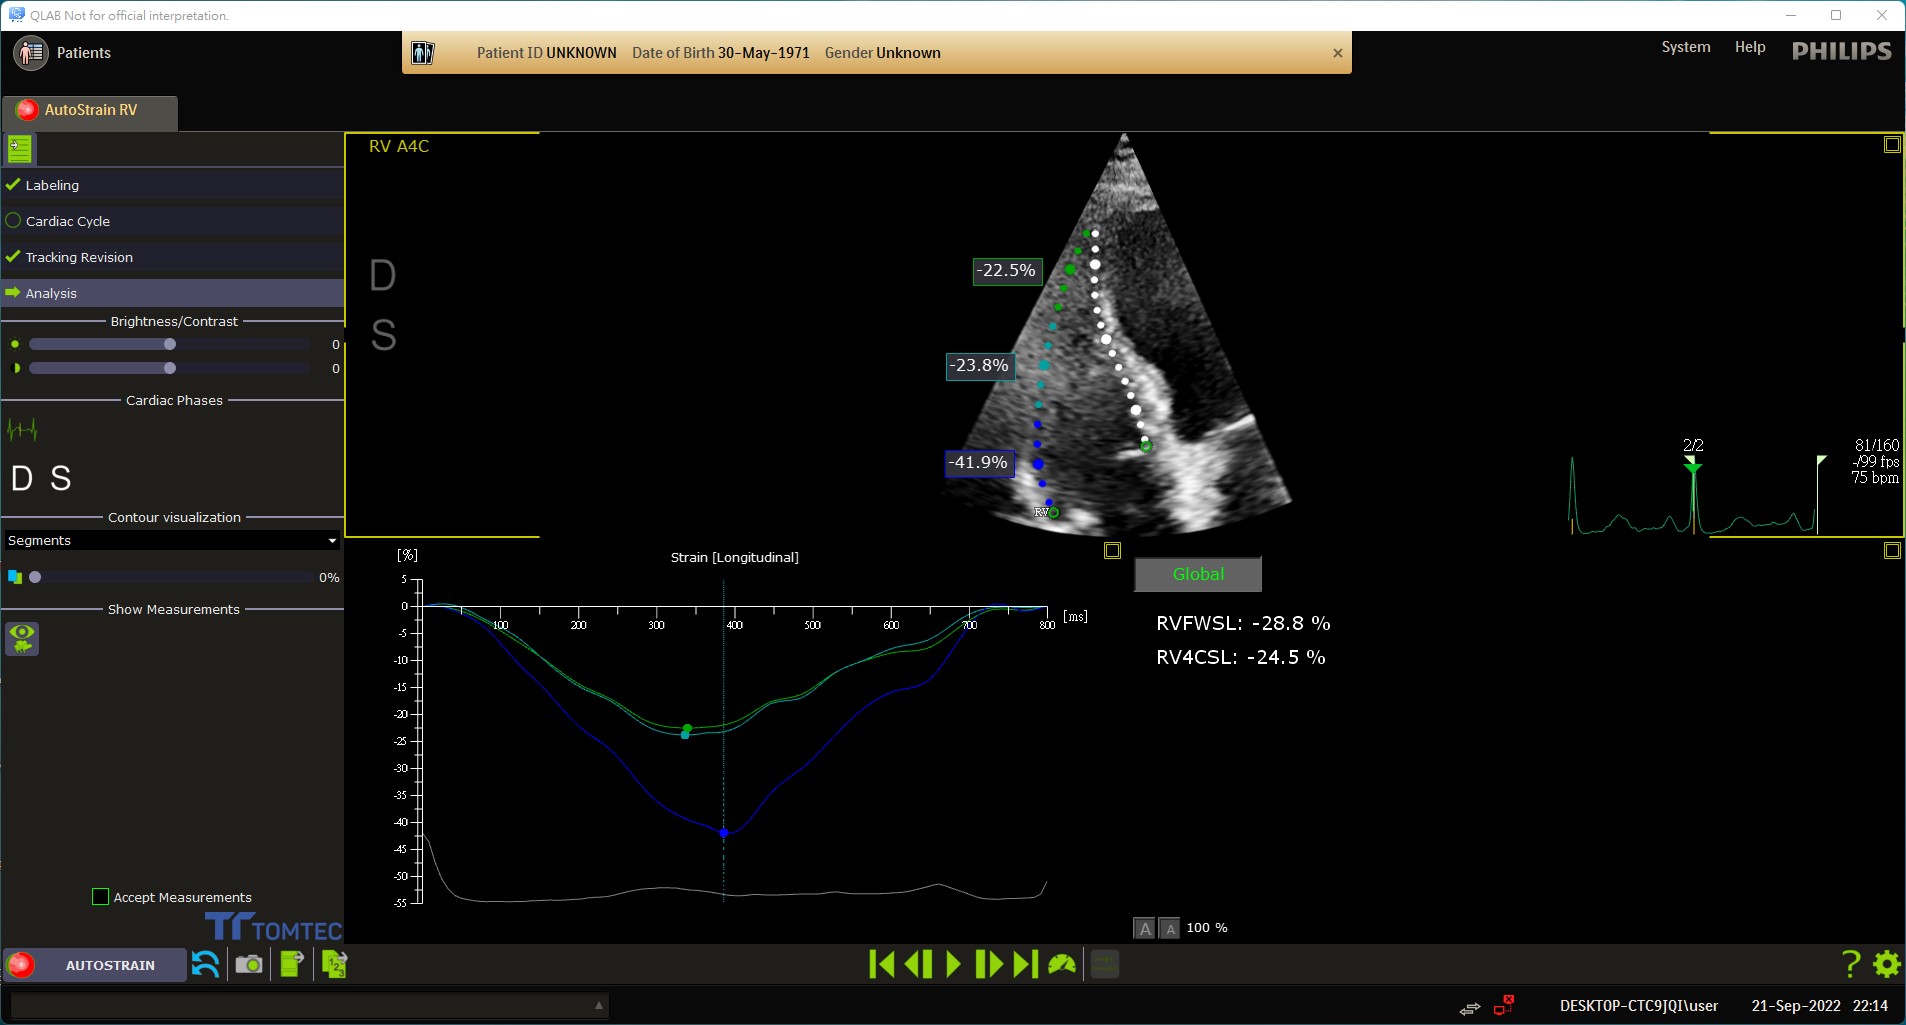 QLAB Not for official interpretation.
Patients
Patient ID UNKNOWN Date of Birth 30-May-1971 Gender Unknown ×
System Help PHILIPS
AutoStrain RV
Labeling
Cardiac Cycle
Tracking Revision
Analysis
Brightness/Contrast
0
0
Cardiac Phases
D S
Contour visualization
Segments
0%
Show Measurements
Accept Measurements
TOMTEC
RV A4C
D
S
-22.5%
-23.8%
-41.9%
RV
2/2
81/160
-/99 fps
75 bpm
[%] Strain [Longitudinal]
5
0
-5
-10
-15
-20
-25
-30
-35
-40
-45
-50
-55
100 200 300 400 500 600 700 800 [ms]
Global
RVFWSL: -28.8 %
RV4CSL: -24.5 %
A A 100 %
AUTOSTRAIN
1 2 3
?
DESKTOP-CTC9JQI\user 21-Sep-2022 22:14